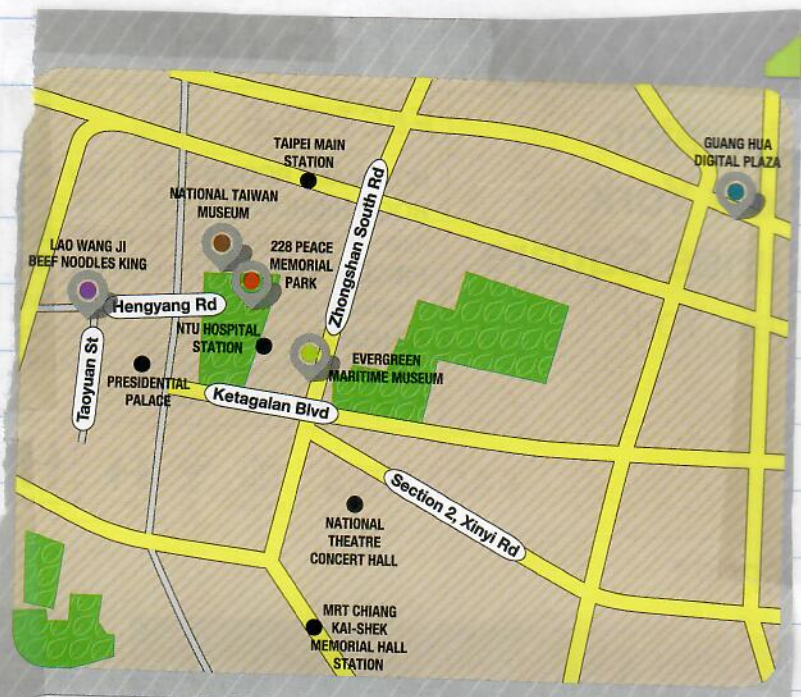 TAIPEI MAIN
STATION
GUANG HUA
DIGITAL PLAZA
NATIONAL TAIWAN
MUSEUM
Zhongshan South Rd
LAO WANG JI
BEEF NOODLES KING
228 PEACE
MEMORIAL
PARK
Hengyang Rd
NTU HOSPITAL
STATION
EVERGREEN
MARITIME MUSEUM
Taoyuan St
PRESIDENTIAL
PALACE
Ketagalan Blvd
Section 2, Xinyi Rd
NATIONAL
THEATRE
CONCERT HALL
MRT CHIANG
KAI-SHEK
MEMORIAL HALL
STATION